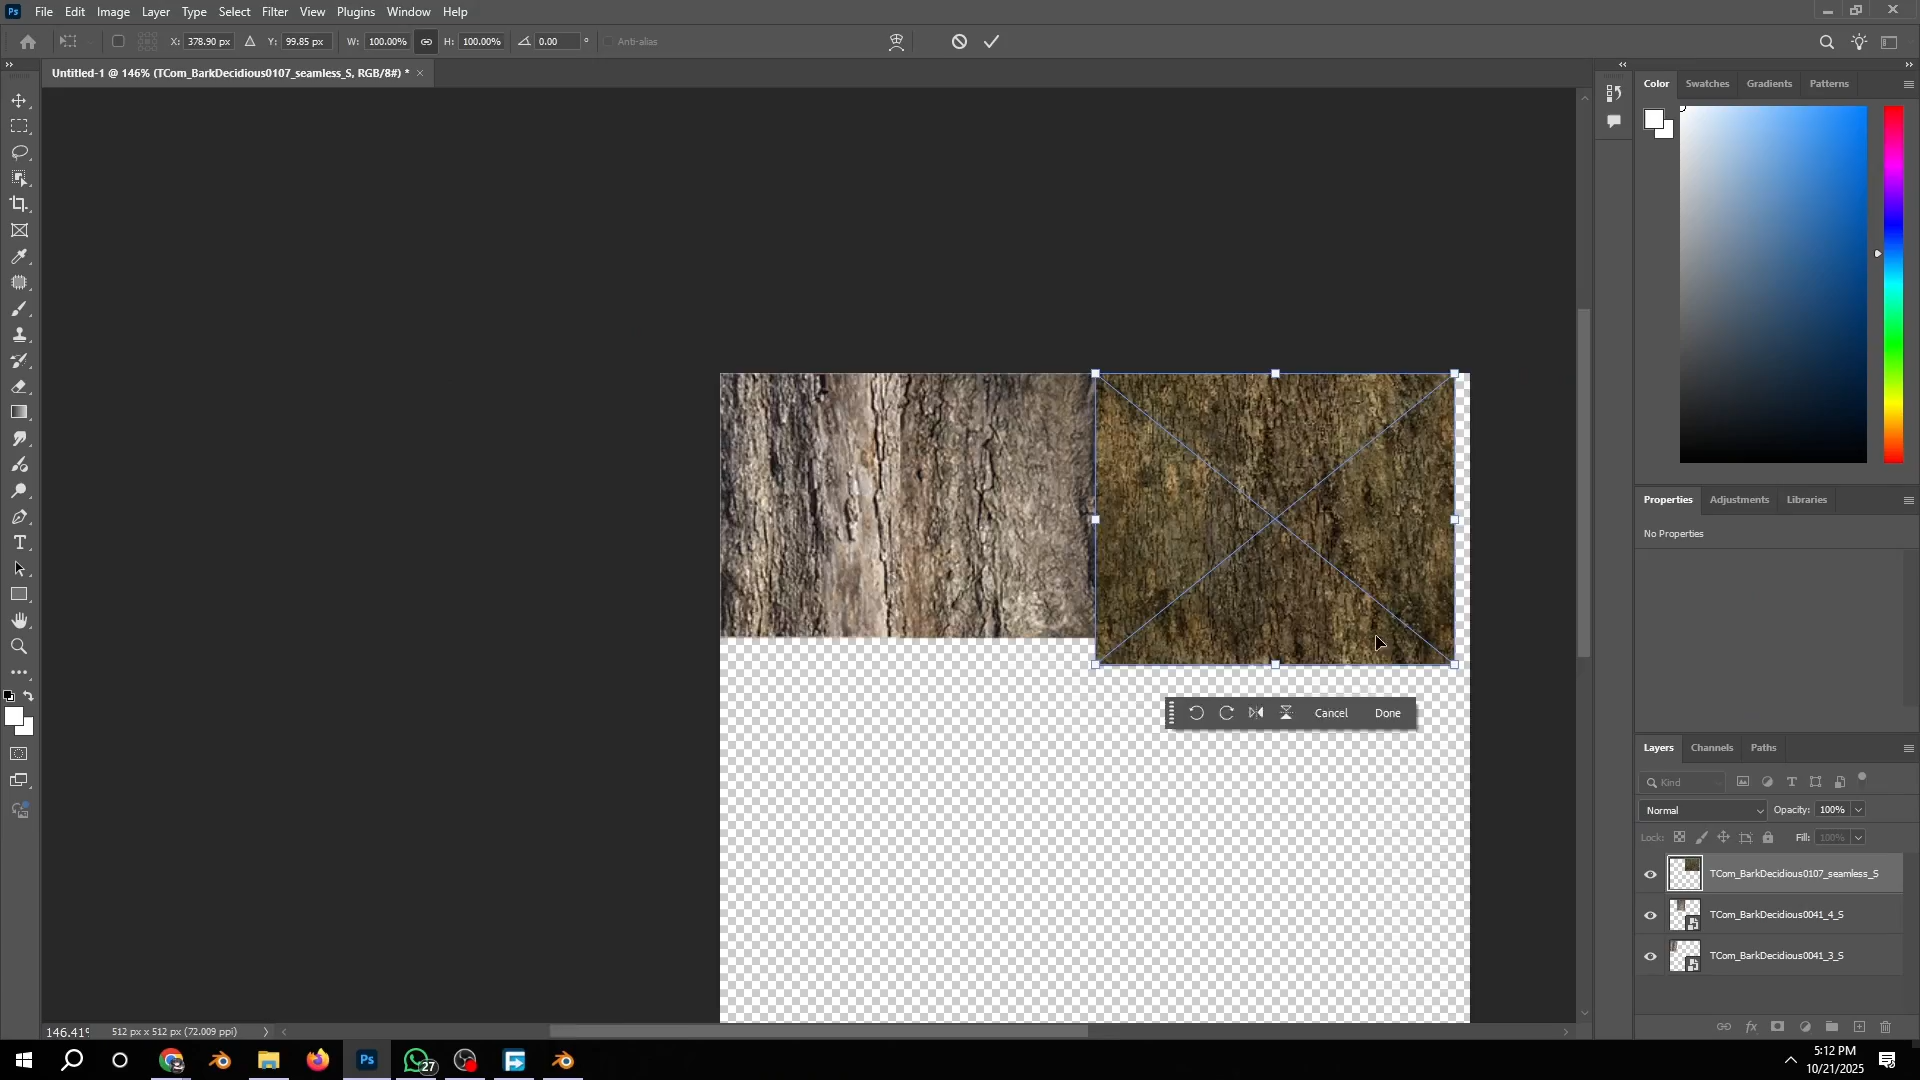 Ps File Edit Image Layer Type Select Filter View Plugins Window Help
X: 378.90 px Y: 99.85 px W: 100.00% H: 100.00% 0.00 ° Anti-alias
Untitled-1 @ 146% (TCom_BarkDecidious0107_seamless_S, RGB/8#) * ×
Color Swatches Gradients Patterns
Properties Adjustments Libraries
No Properties
Cancel Done
Layers Channels Paths
Kind
Normal Opacity: 100%
Lock: Fill: 100%
TCom_BarkDecidious0107_seamless_S
TCom_BarkDecidious0041_4_S
TCom_BarkDecidious0041_3_S
146.41% 512 px x 512 px (72.009 ppi)
Ps 27
5:12 PM
10/21/2025